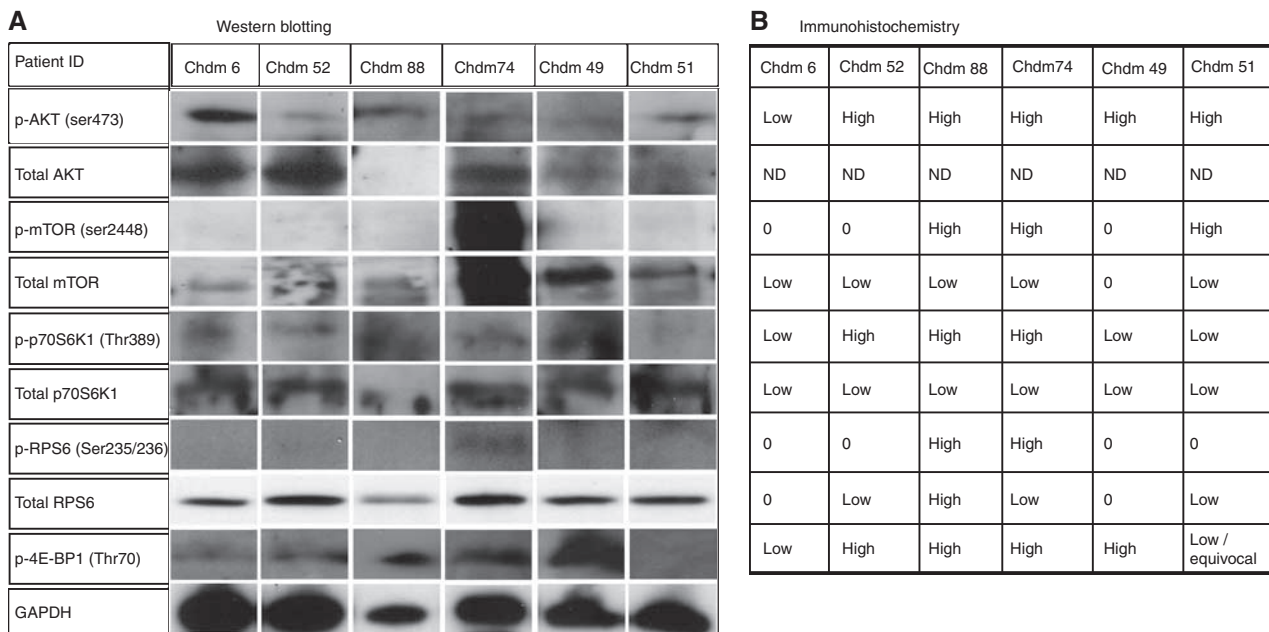 A
Western blotting
Patient ID Chdm 6 Chdm 52 Chdm 88 Chdm74 Chdm 49 Chdm 51
p-AKT (ser473)
Total AKT
p-mTOR (ser2448)
Total mTOR
p-p70S6K1 (Thr389)
Total p70S6K1
p-RPS6 (Ser235/236)
Total RPS6
p-4E-BP1 (Thr70)
GAPDH
B
Immunohistochemistry
Chdm 6 Chdm 52 Chdm 88 Chdm74 Chdm 49 Chdm 51
Low High High High High High
ND ND ND ND ND ND
0 0 High High 0 High
Low Low Low Low 0 Low
Low High High High Low Low
Low Low Low Low Low Low
0 0 High High 0 0
0 Low High Low 0 Low
Low High High High High Low /
equivocal